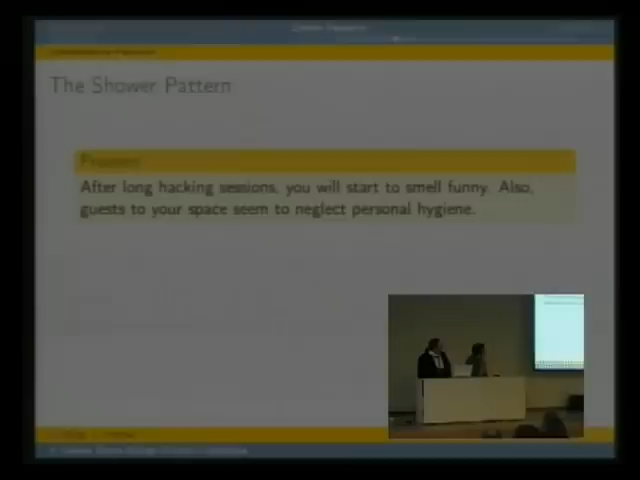 The Shower Pattern
Problem
After long hacking sessions, you will start to smell funny. Also,
guests to your space seem to neglect personal hygiene.